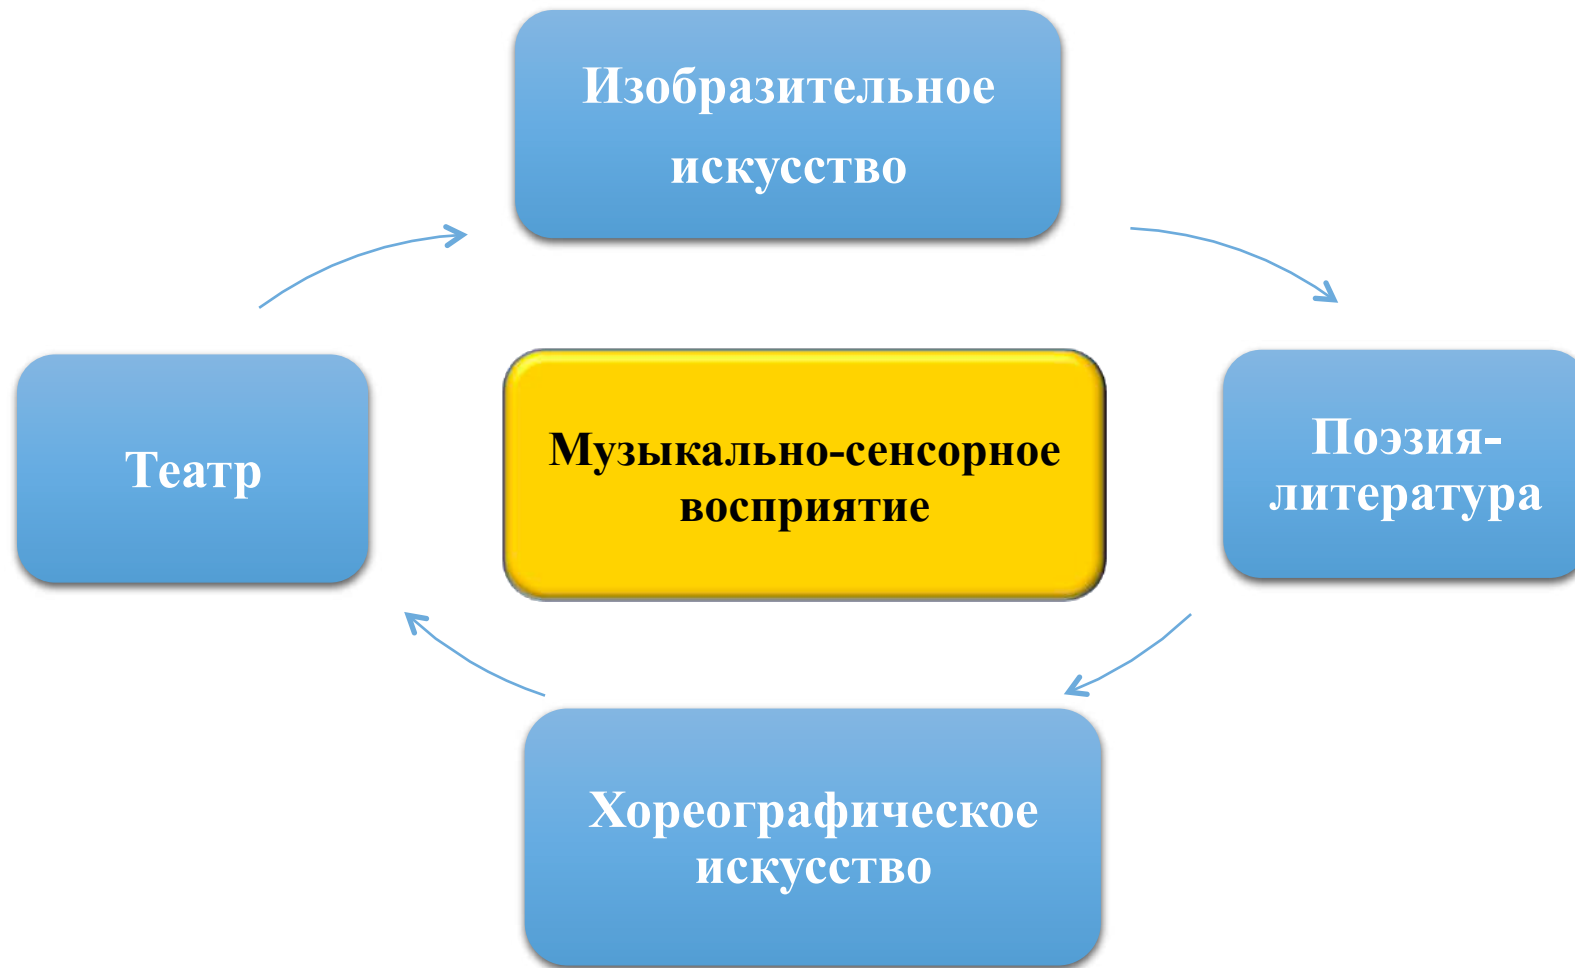 Изобразительное
искусство
Театр
Музыкально-сенсорное
восприятие
Поэзия-
литература
Хореографическое
искусство